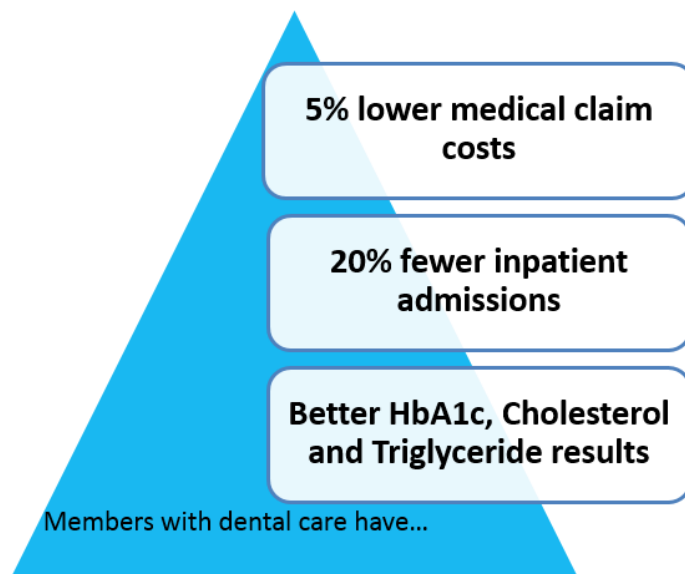 5% lower medical claim
costs
20% fewer inpatient
admissions
Better HbA1c, Cholesterol
and Triglyceride results
Members with dental care have...